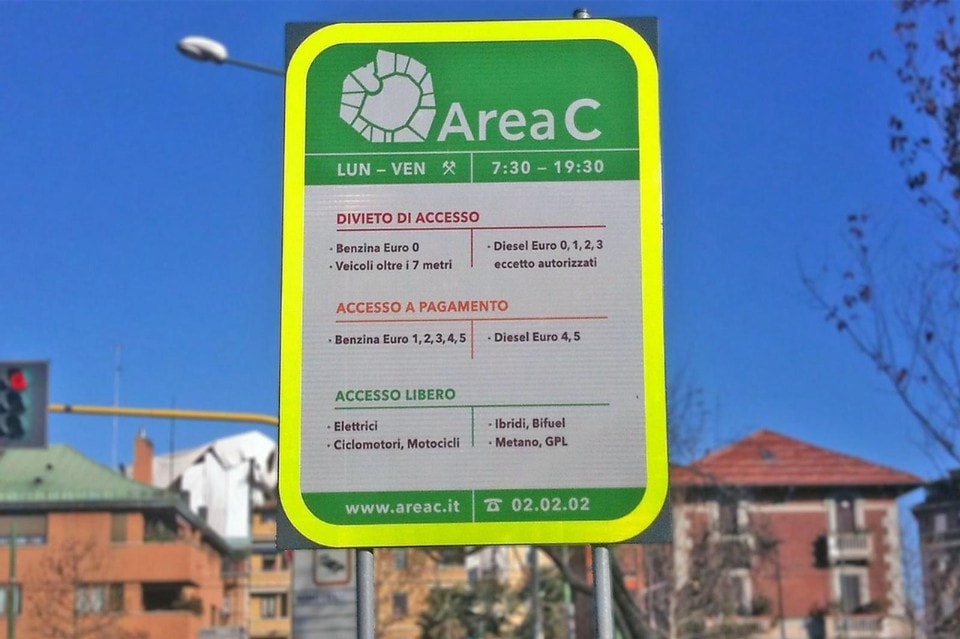 Area C
LUN – VEN ⚒ 7:30 – 19:30
DIVIETO DI ACCESSO
· Benzina Euro 0
· Veicoli oltre i 7 metri
· Diesel Euro 0, 1, 2, 3
eccetto autorizzati
ACCESSO A PAGAMENTO
· Benzina Euro 1, 2, 3, 4, 5
· Diesel Euro 4, 5
ACCESSO LIBERO
· Elettrici
· Ciclomotori, Motocicli
· Ibridi, Bifuel
· Metano, GPL
www.areac.it ☎ 02.02.02